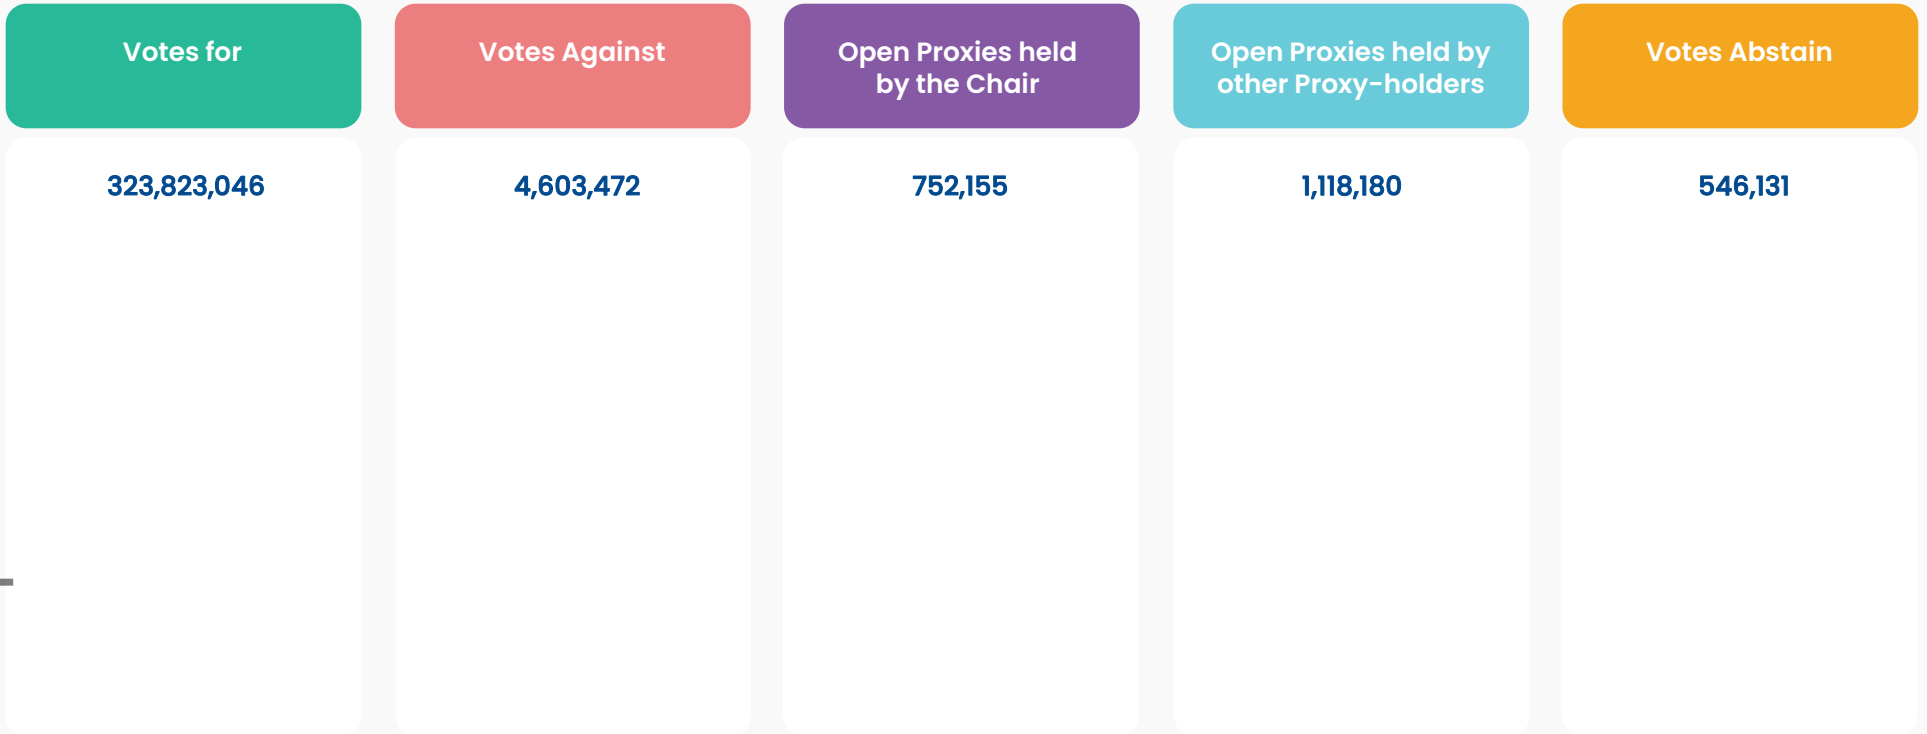 Votes for
Votes Against
Open Proxies held
by the Chair
Open Proxies held by
other Proxy-holders
Votes Abstain
323,823,046
4,603,472
752,155
1,118,180
546,131